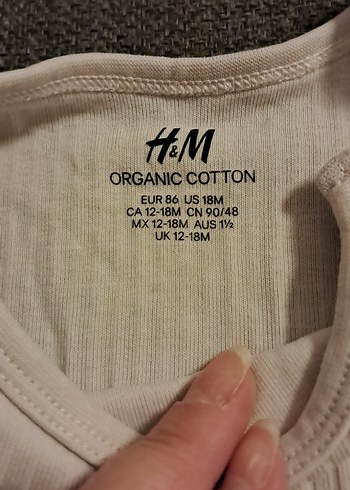 H&M
ORGANIC COTTON
EUR 86 US 18M
CA 12-18M CN 90/48
MX 12-18M AUS 1½
UK 12-18M